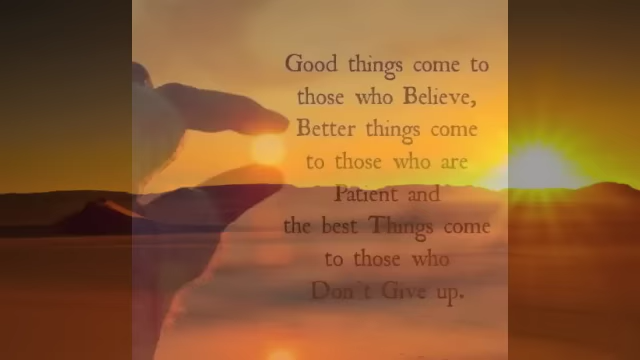 Good things come to
those who Believe,
Better things come
to those who are
Patient and
the best Things come
to those who
Don't Give up.